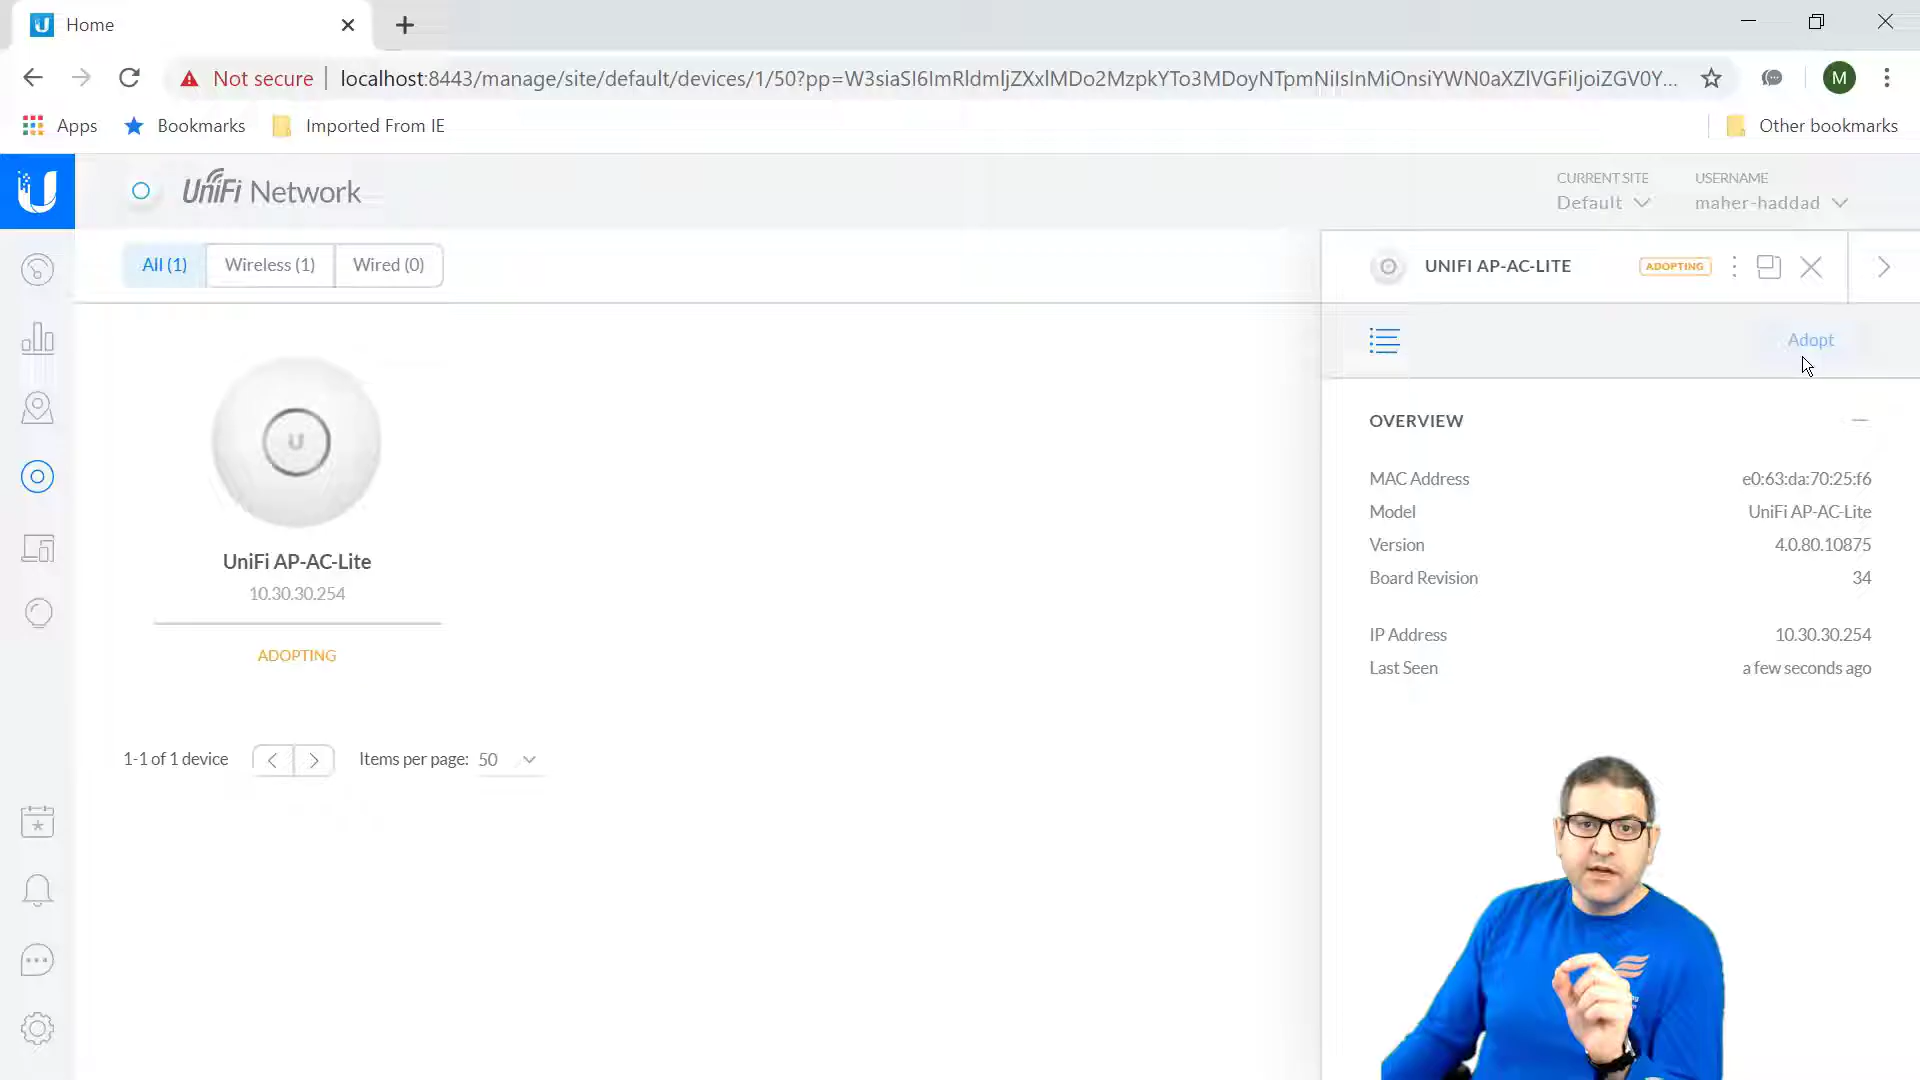 Home
Not secure
localhost:8443/manage/site/default/devices/1/50?pp=W3siaSI6ImRldmljZXxlMDo2MzpkYTo3MDoyNTpmNiIsInMiOnsiYWN0aXZlVGFiIjoiZGV0Y...
M
Apps
Bookmarks
Imported From IE
Other bookmarks
UniFi Network
CURRENT SITE
Default
USERNAME
maher-haddad
All (1)
Wireless (1)
Wired (0)
UNIFI AP-AC-LITE
ADOPTING
Adopt
UniFi AP-AC-Lite
10.30.30.254
ADOPTING
1-1 of 1 device
Items per page: 50
OVERVIEW
MAC Address e0:63:da:70:25:f6
Model UniFi AP-AC-Lite
Version 4.0.80.10875
Board Revision 34
IP Address 10.30.30.254
Last Seen a few seconds ago